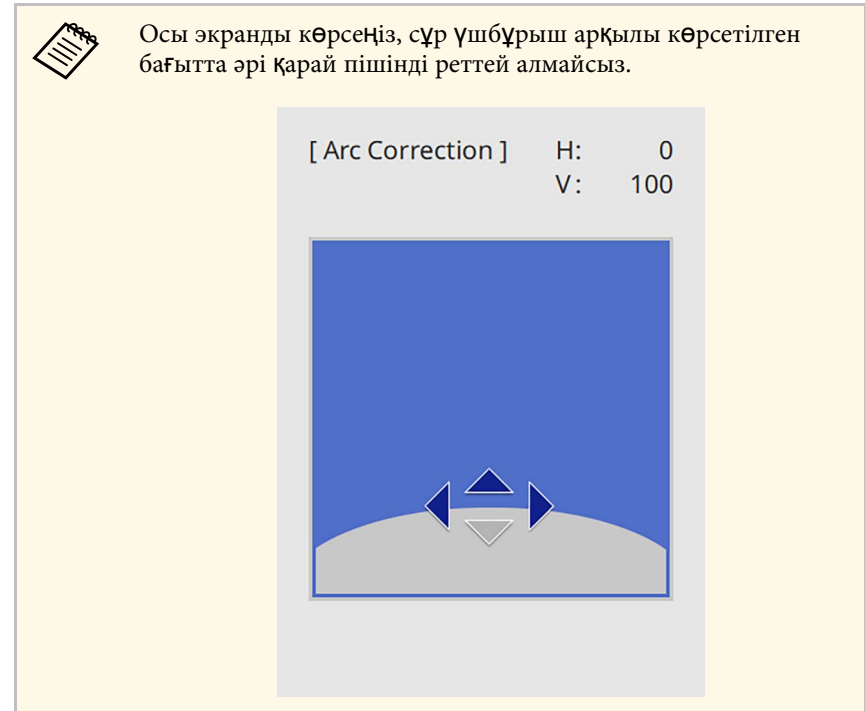 Осы экранды көрсеңіз, сұр үшбұрыш арқылы көрсетілген
бағытта әрі қарай пішінді реттей алмайсыз.
[ Arc Correction ] H: 0
V: 100